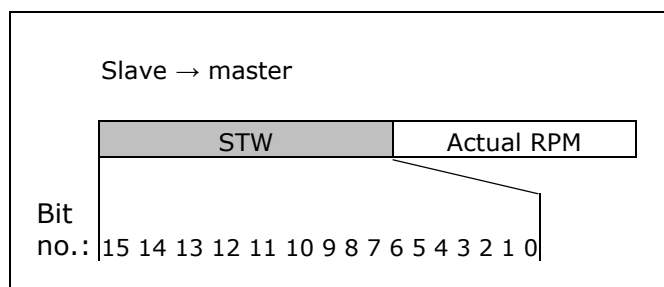 Slave → master
STW Actual RPM
Bit
no.: 15 14 13 12 11 10 9 8 7 6 5 4 3 2 1 0